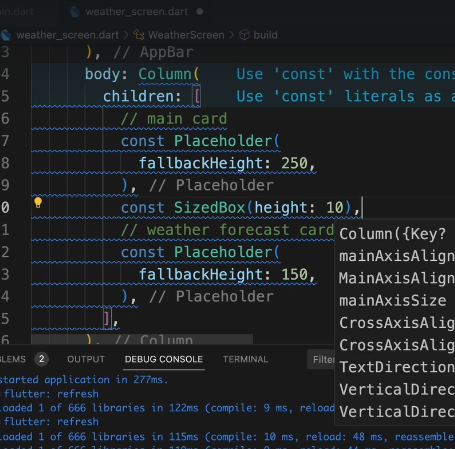 in.dart weather_screen.dart
weather_screen.dart > WeatherScreen > build
3 ), // AppBar
4 body: Column( Use 'const' with the cons
5 children: [ Use 'const' literals as a
6 // main card
7 const Placeholder(
8 fallbackHeight: 250,
9 ), // Placeholder
0 const SizedBox(height: 10),
1 // weather forecast card
2 const Placeholder(
3 fallbackHeight: 150,
4 ), // Placeholder
5 ],
6 ), // Column
Column({Key?
mainAxisAlign
MainAxisAlign
mainAxisSize
CrossAxisAlig
CrossAxisAlig
TextDirection
VerticalDirec
VerticalDirec
BLEMS 2 OUTPUT DEBUG CONSOLE TERMINAL Filter
started application in 277ms.
flutter: refresh
loaded 1 of 666 libraries in 122ms (compile: 9 ms, reload
flutter: refresh
loaded 1 of 666 libraries in 115ms (compile: 10 ms, reload: 48 ms, reassemble